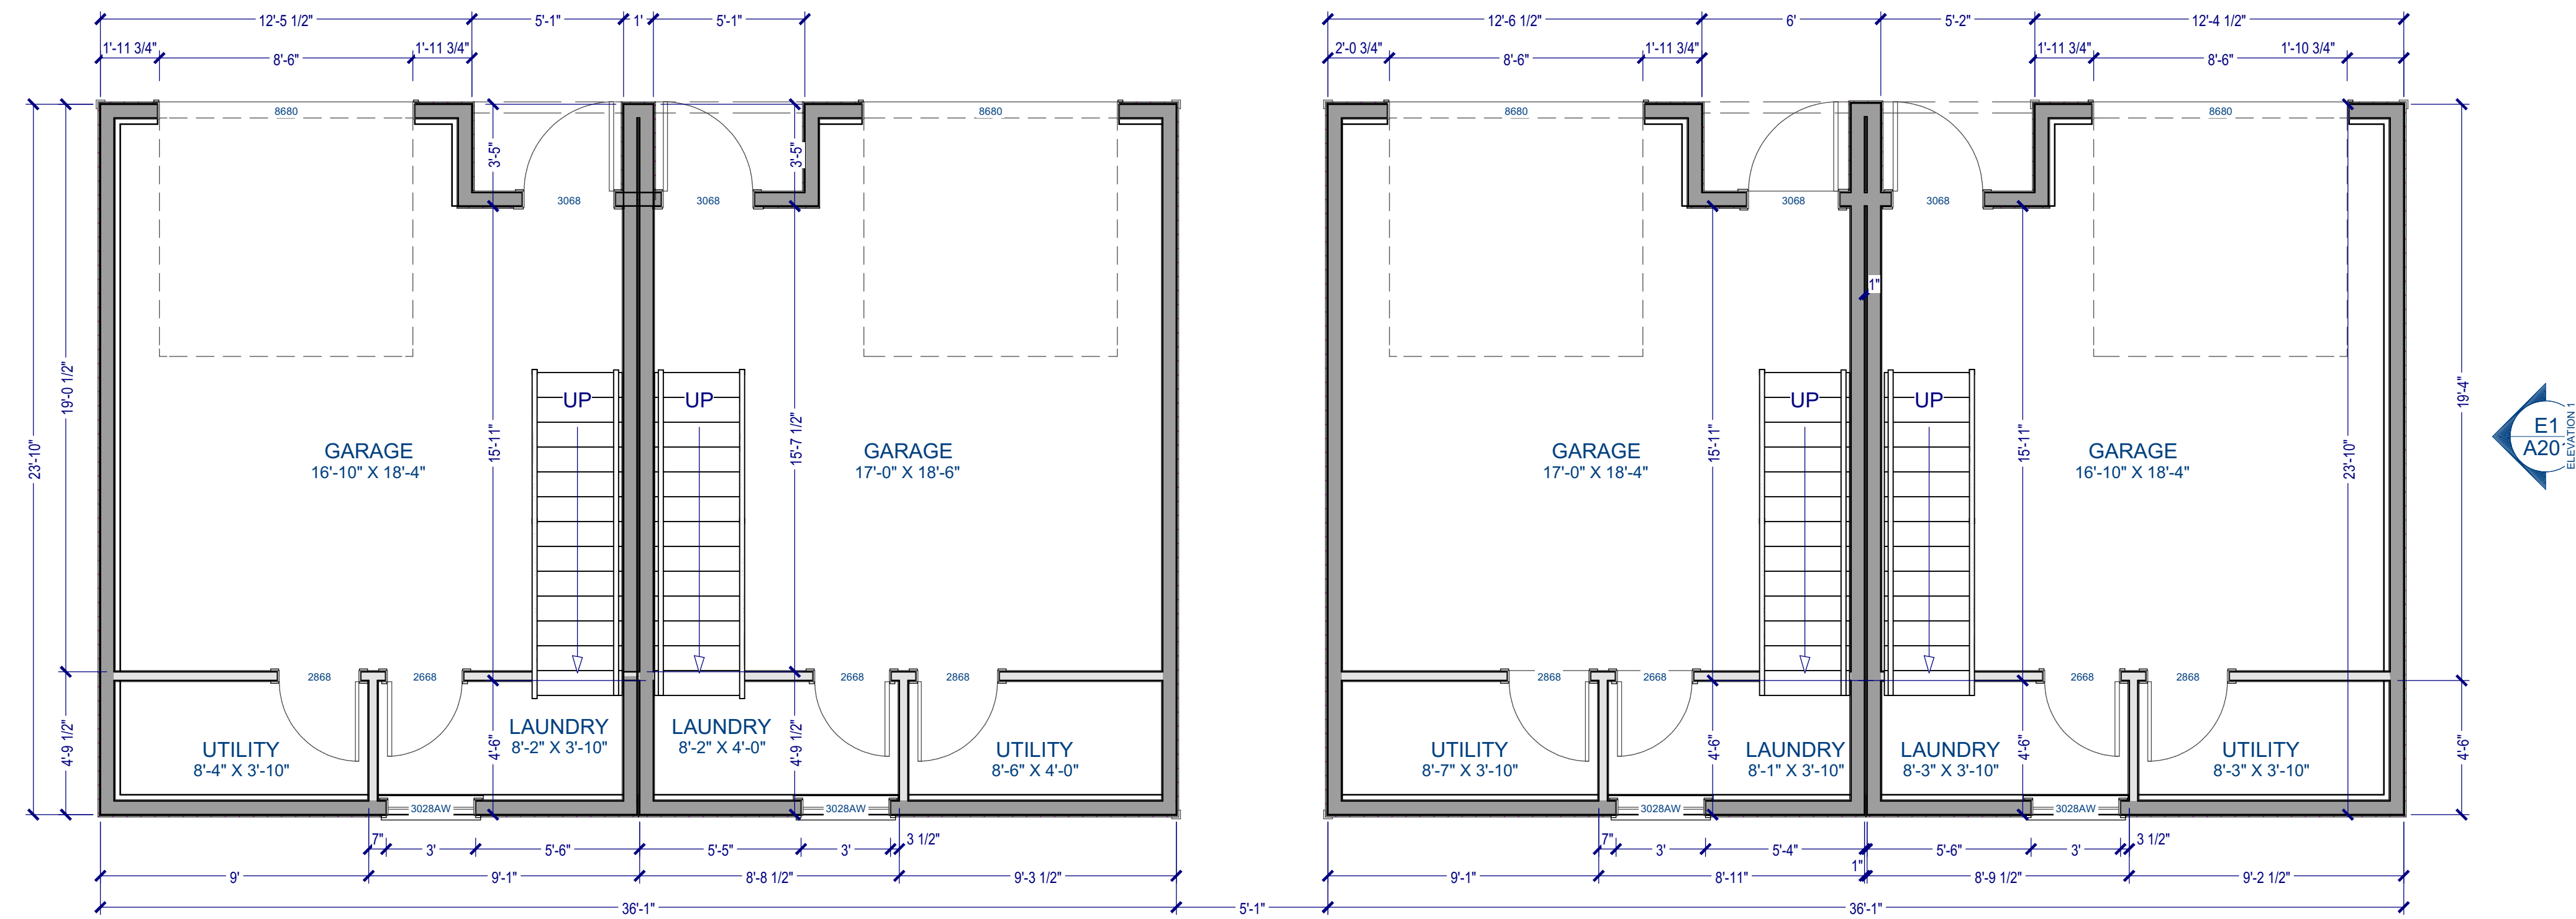 12'-5 1/2"
5'-1"
1'
5'-1"
12'-6 1/2"
6'
5'-2"
12'-4 1/2"
1'-11 3/4"
8'-6"
1'-11 3/4"
2'-0 3/4"
8'-6"
1'-11 3/4"
1'-11 3/4"
8'-6"
1'-10 3/4"
8680
8680
8680
8680
3'-5"
3'-5"
3068
3068
3068
3068
1"
19'-0 1/2"
23'-10"
UP
UP
UP
UP
GARAGE
16'-10" X 18'-4"
15'-11"
15'-7 1/2"
GARAGE
17'-0" X 18'-6"
GARAGE
17'-0" X 18'-4"
15'-11"
15'-11"
GARAGE
16'-10" X 18'-4"
23'-10"
19'-4"
E1
A20
ELEVATION 1
2868
2668
2668
2868
2868
2668
2668
2868
4'-9 1/2"
UTILITY
8'-4" X 3'-10"
4'-6"
LAUNDRY
8'-2" X 3'-10"
LAUNDRY
8'-2" X 4'-0"
4'-9 1/2"
UTILITY
8'-6" X 4'-0"
UTILITY
8'-7" X 3'-10"
4'-6"
LAUNDRY
8'-1" X 3'-10"
LAUNDRY
8'-3" X 3'-10"
4'-6"
UTILITY
8'-3" X 3'-10"
4'-6"
3028AW
3028AW
3028AW
3028AW
7"
3'
5'-6"
5'-5"
3'
3 1/2"
7"
3'
5'-4"
1"
5'-6"
3'
3 1/2"
9'
9'-1"
8'-8 1/2"
9'-3 1/2"
9'-1"
8'-11"
8'-9 1/2"
9'-2 1/2"
36'-1"
5'-1"
36'-1"